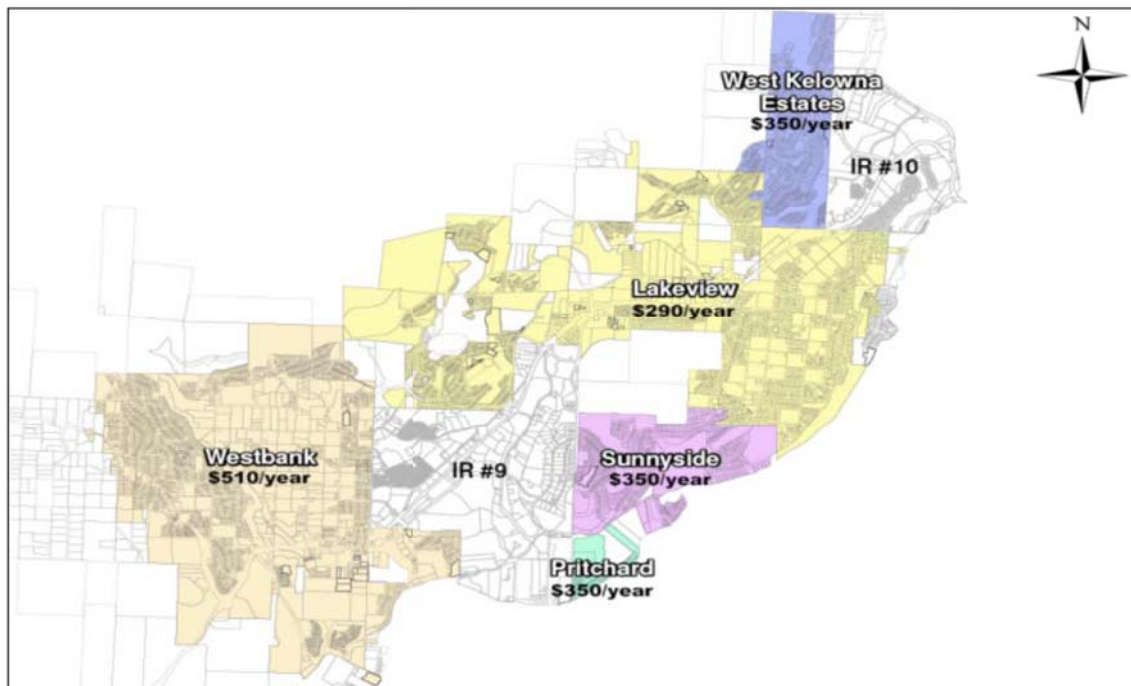 N
West Kelowna
Estates
$350/year
IR #10
Lakeview
$290/year
Westbank
$510/year
IR #9
Sunnyside
$350/year
Pritchard
$350/year